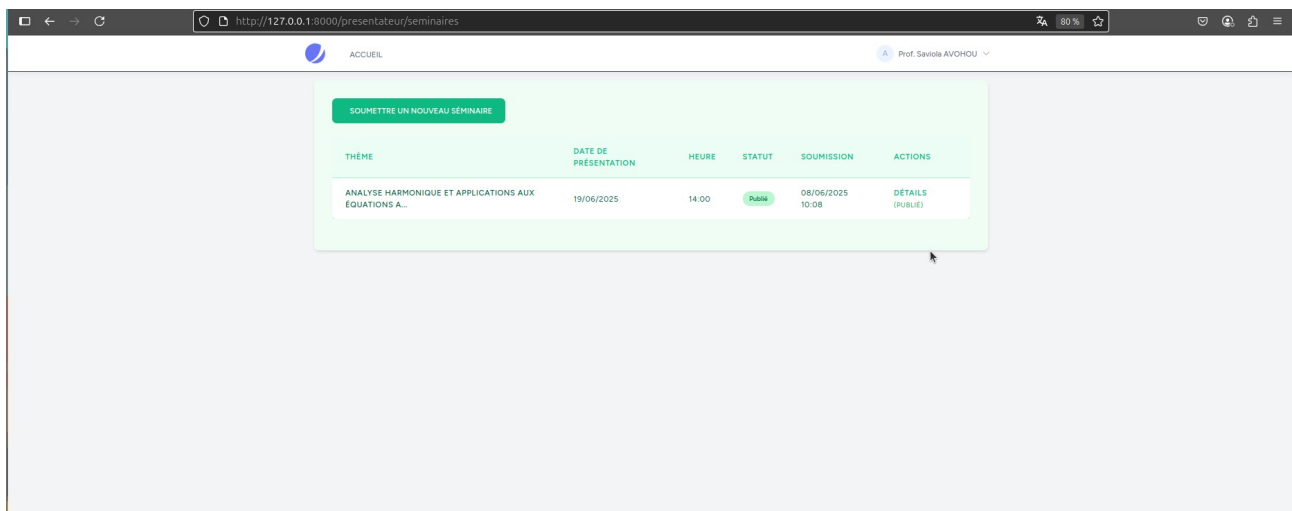 http://127.0.0.1:8000/presentateur/seminaires
80 %
ACCUEIL
A Prof. Saviola AVOHOU
SOUMETTRE UN NOUVEAU SÉMINAIRE
THÈME
DATE DE
PRÉSENTATION
HEURE
STATUT
SOUMISSION
ACTIONS
ANALYSE HARMONIQUE ET APPLICATIONS AUX
ÉQUATIONS A...
19/06/2025
14:00
Publié
08/06/2025
10:08
DÉTAILS
(PUBLIÉ)